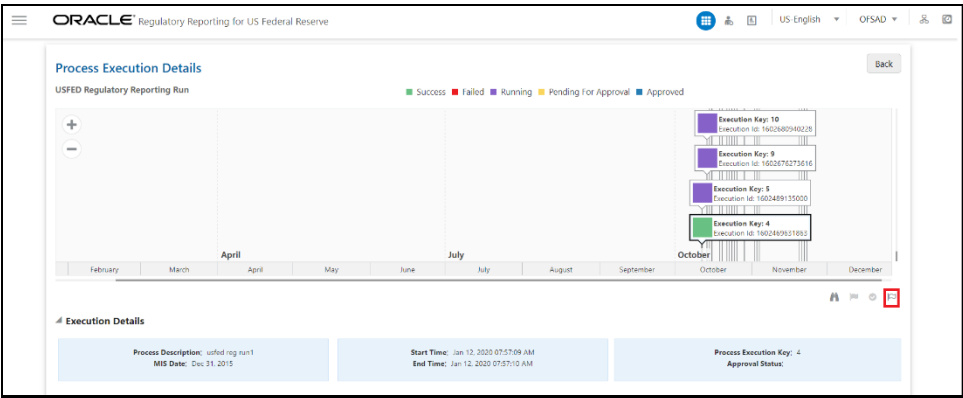 ORACLE® Regulatory Reporting for US Federal Reserve
US-English
OFSAD
Process Execution Details
Back
USFED Regulatory Reporting Run
Success Failed Running Pending For Approval Approved
Execution Key: 10
Execution Id: 1602680940228
Execution Key: 9
Execution Id: 1602676273816
Execution Key: 5
Execution Id: 1602489135000
Execution Key: 4
Execution Id: 1602469631863
April July October
February March April May June July August September October November December
Execution Details
Process Description: usfed reg run1
MIS Date: Dec 31, 2015
Start Time: Jan 12, 2020 07:57:09 AM
End Time: Jan 12, 2020 07:57:10 AM
Process Execution Key: 4
Approval Status: